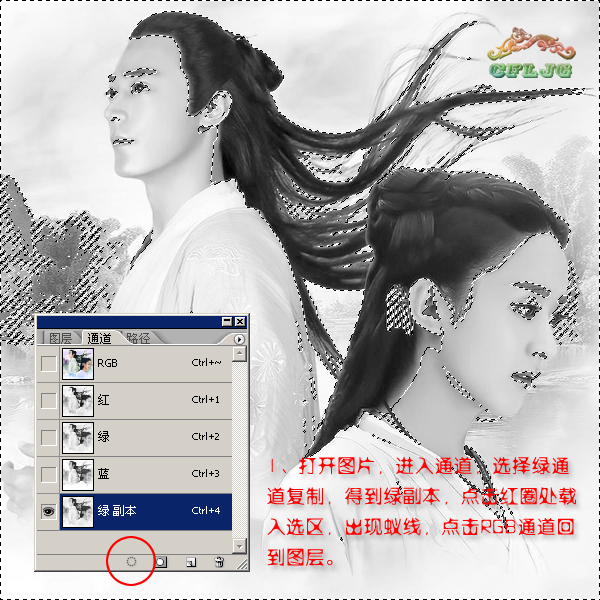 CFLJG
图层 通道 路径
RGB Ctrl+~
红 Ctrl+1
绿 Ctrl+2
蓝 Ctrl+3
绿 副本 Ctrl+4
1、打开图片，进入通道，选择绿通
道复制，得到绿副本，点击红圈处载
入选区，出现蚁线，点击RGB通道回
到图层。